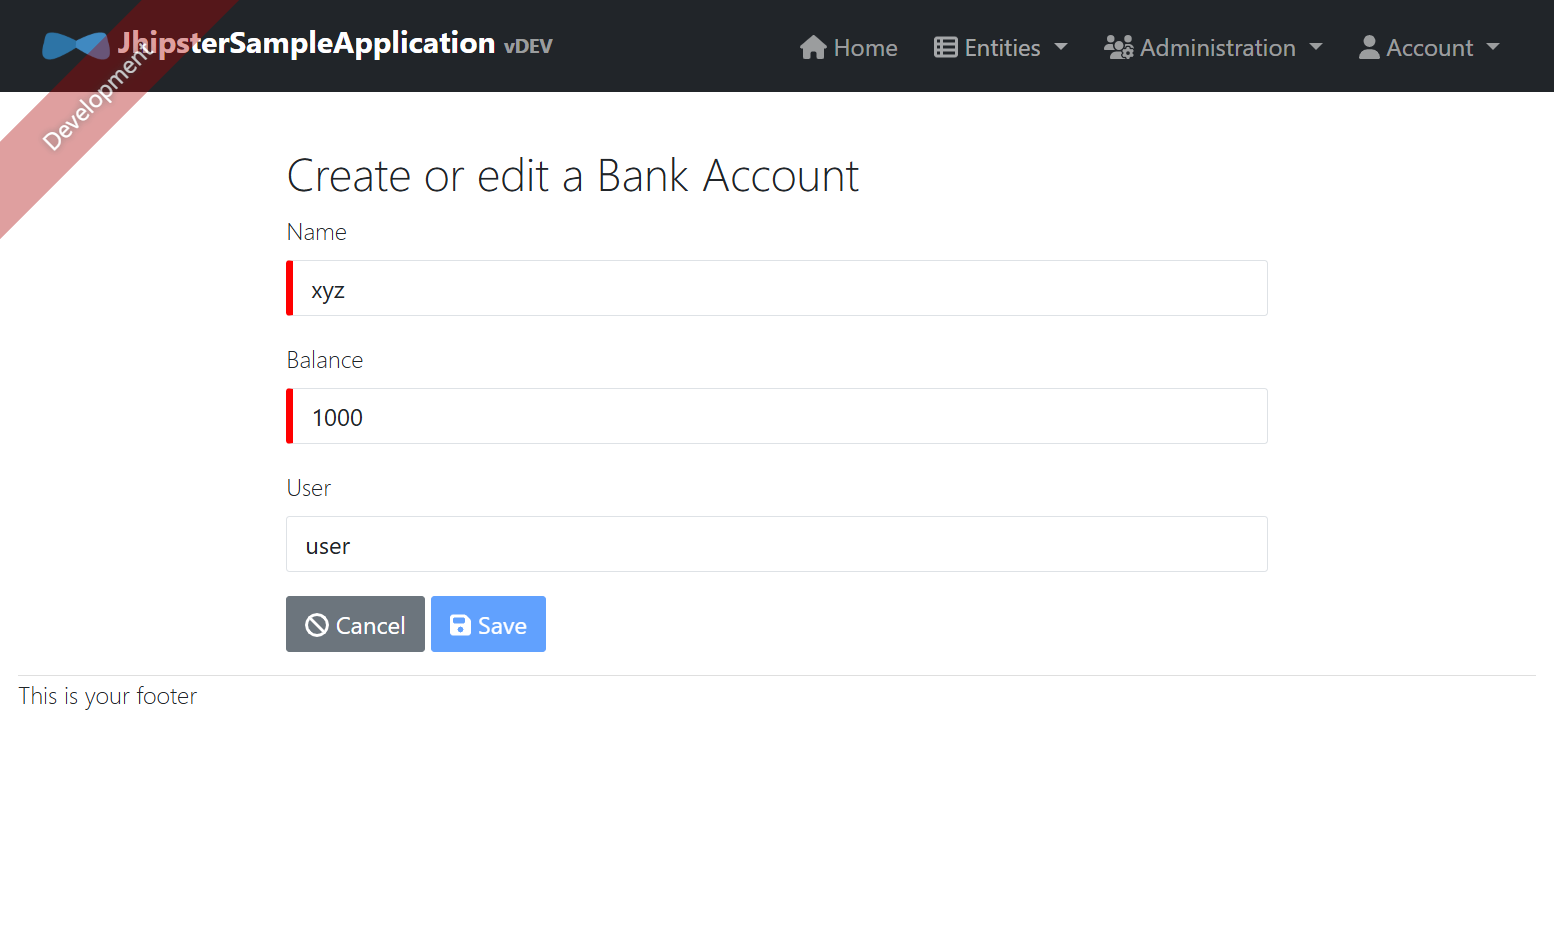 JhipsterSampleApplication vDEV
Home Entities Administration Account
Development
Create or edit a Bank Account
Name
xyz
Balance
1000
User
user
Cancel Save
This is your footer